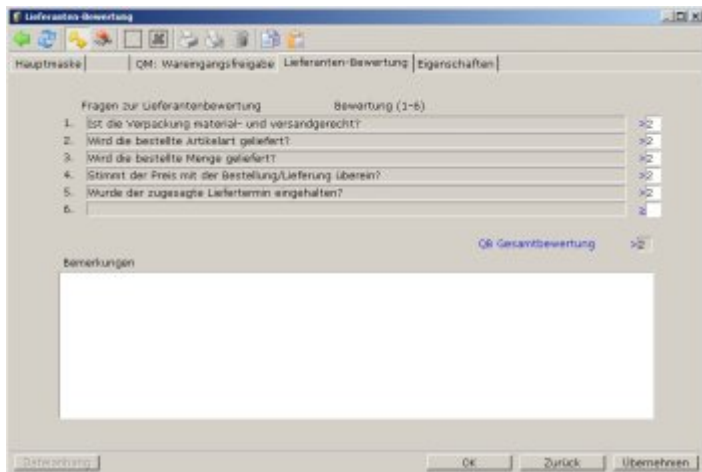 Lieferanten-Bewertung
Hauptmaske QM: Wareingangsfreigabe Lieferanten-Bewertung Eigenschaften
Fragen zur Lieferantenbewertung Bewertung (1-6)
1. Ist die Verpackung material- und versandgerecht? >2
2. Wird die bestellte Artikelart geliefert? >2
3. Wird die bestellte Menge geliefert? >2
4. Stimmt der Preis mit der Bestellung/Lieferung überein? >2
5. Wurde der zugesagte Liefertermin eingehalten? >2
6. ≥
QB Gesamtbewertung >2
Bemerkungen
Dateianhang OK Zurück Übernehmen